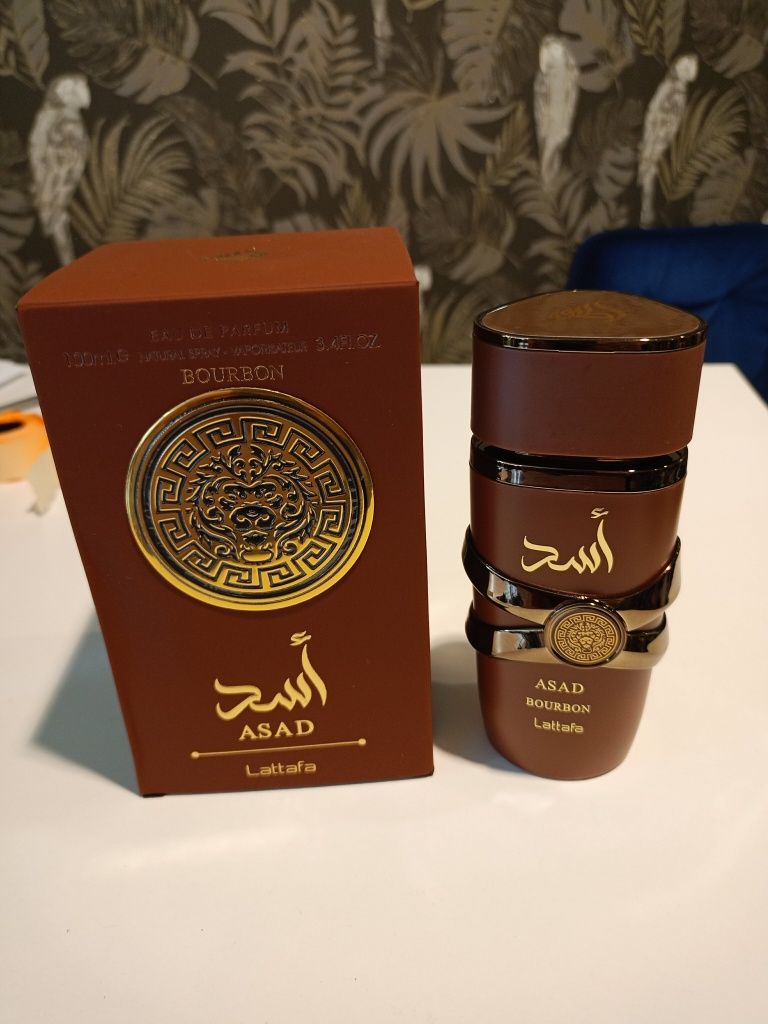 EAU DE PARFUM
100ml.℮ NATURAL SPRAY - VAPORISATEUR 3.4FL.OZ
BOURBON
أسد
ASAD
Lattafa
أسد
ASAD
BOURBON
Lattafa